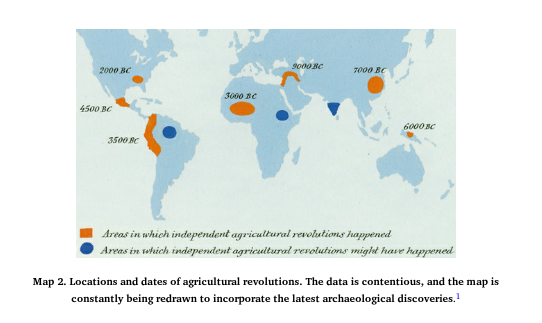 9000 BC
2000 BC
7000 BC
3000 BC
4500 BC
6000 BC
3500 BC
Areas in which independent agricultural revolutions happened
Areas in which independent agricultural revolutions might have happened
Map 2. Locations and dates of agricultural revolutions. The data is contentious, and the map is
constantly being redrawn to incorporate the latest archaeological discoveries.1